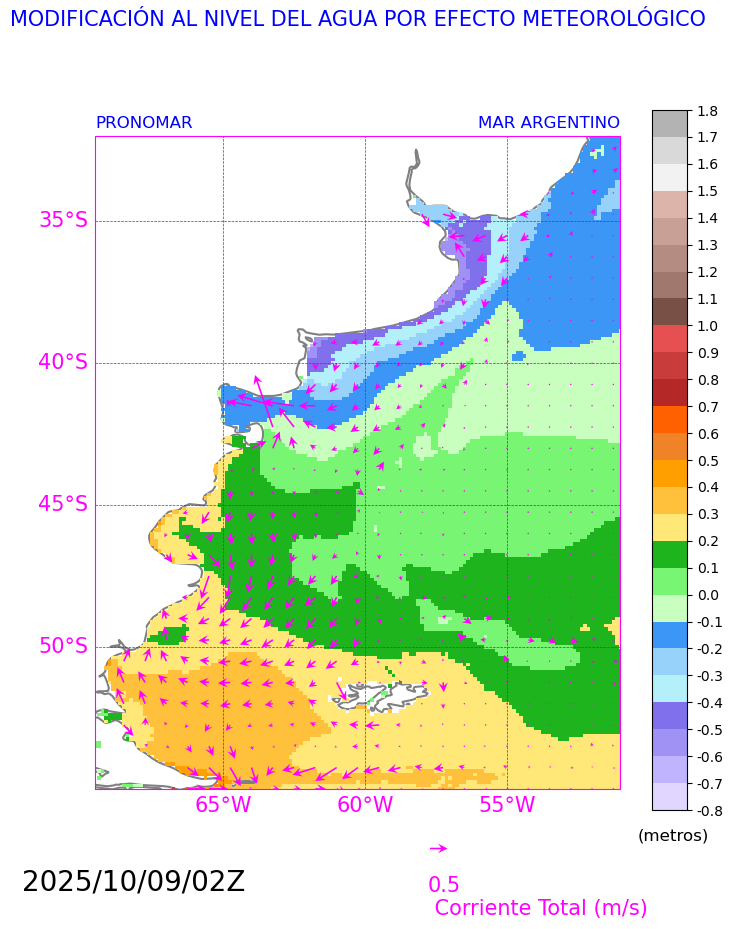 MODIFICACIÓN AL NIVEL DEL AGUA POR EFECTO METEOROLÓGICO
PRONOMAR MAR ARGENTINO
35°S
40°S
45°S
50°S
65°W 60°W 55°W
1.8
1.7
1.6
1.5
1.4
1.3
1.2
1.1
1.0
0.9
0.8
0.7
0.6
0.5
0.4
0.3
0.2
0.1
0.0
-0.1
-0.2
-0.3
-0.4
-0.5
-0.6
-0.7
-0.8
(metros)
2025/10/09/02Z
0.5
Corriente Total (m/s)